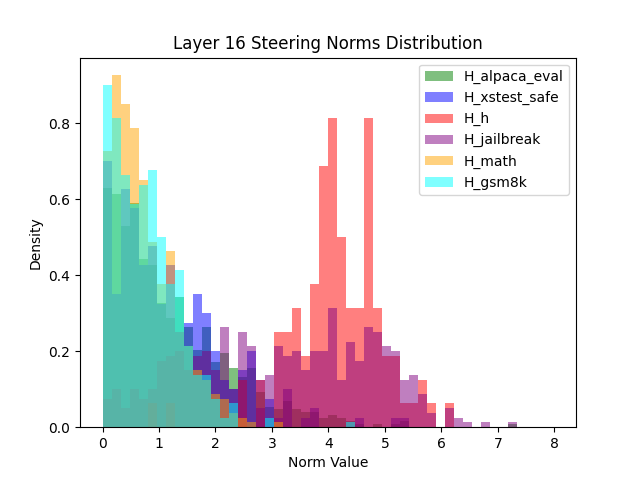 Layer 16 Steering Norms Distribution
H_alpaca_eval
H_xstest_safe
H_h
H_jailbreak
H_math
H_gsm8k
Density
0.8
0.6
0.4
0.2
0.0
0 1 2 3 4 5 6 7 8
Norm Value